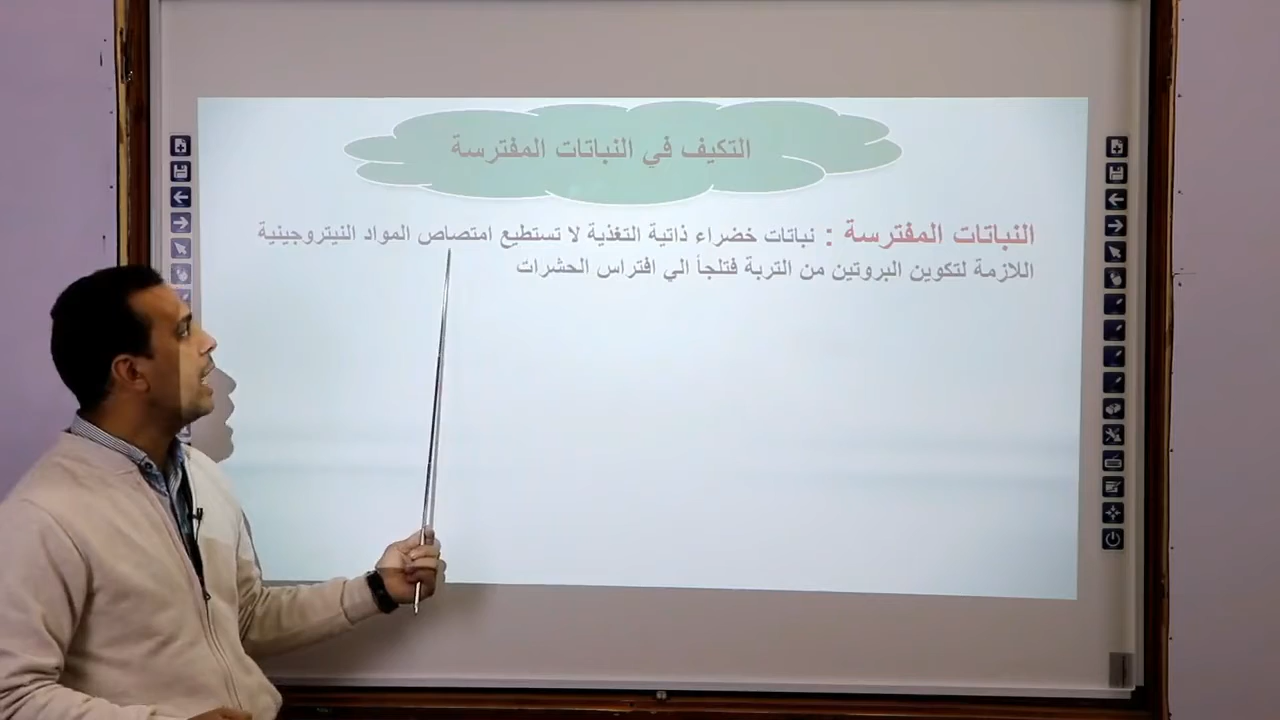 التكيف في النباتات المفترسة
النباتات المفترسة : نباتات خضراء ذاتية التغذية لا تستطيع امتصاص المواد النيتروجينية
اللازمة لتكوين البروتين من التربة فتلجأ الي افتراس الحشرات